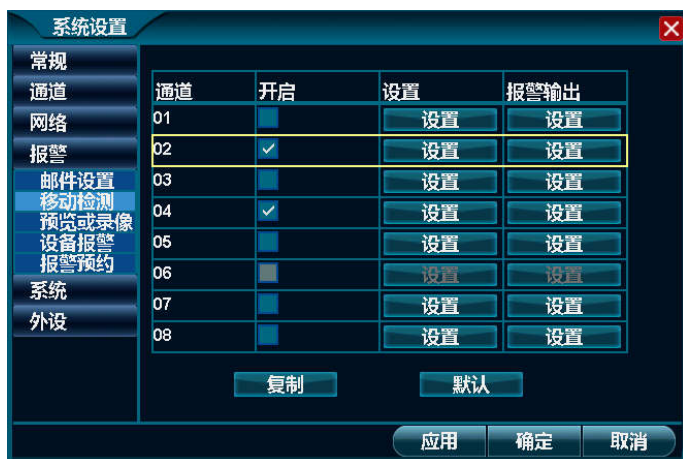 系统设置
常规
通道
网络
报警
邮件设置
移动检测
预览或录像
设备报警
报警预约
系统
外设
通道 开启 设置 报警输出
01 设置 设置
02 设置 设置
03 设置 设置
04 设置 设置
05 设置 设置
06 设置 设置
07 设置 设置
08 设置 设置
复制 默认
应用 确定 取消